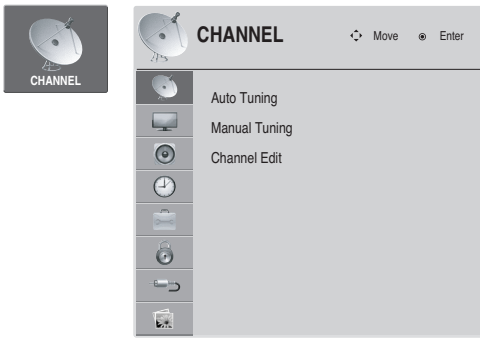 CHANNEL
CHANNEL Move Enter
Auto Tuning
Manual Tuning
Channel Edit